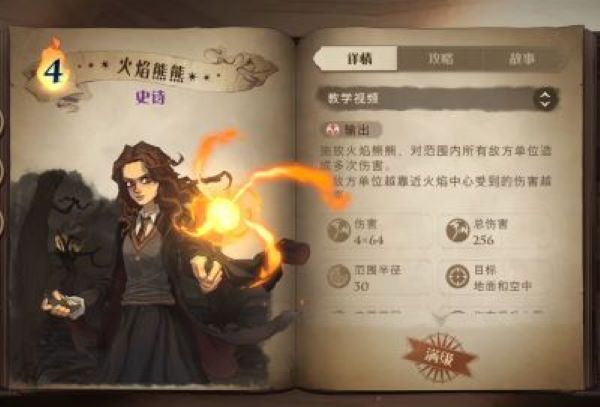 4
火焰熊熊
史诗
详情
攻略
故事
教学视频
输出
施放火焰熊熊，对范围内所有敌方单位造
成多次伤害。
敌方单位越靠近火焰中心受到的伤害越
伤害
4×64
总伤害
256
范围半径
30
目标
地面和空中
满级